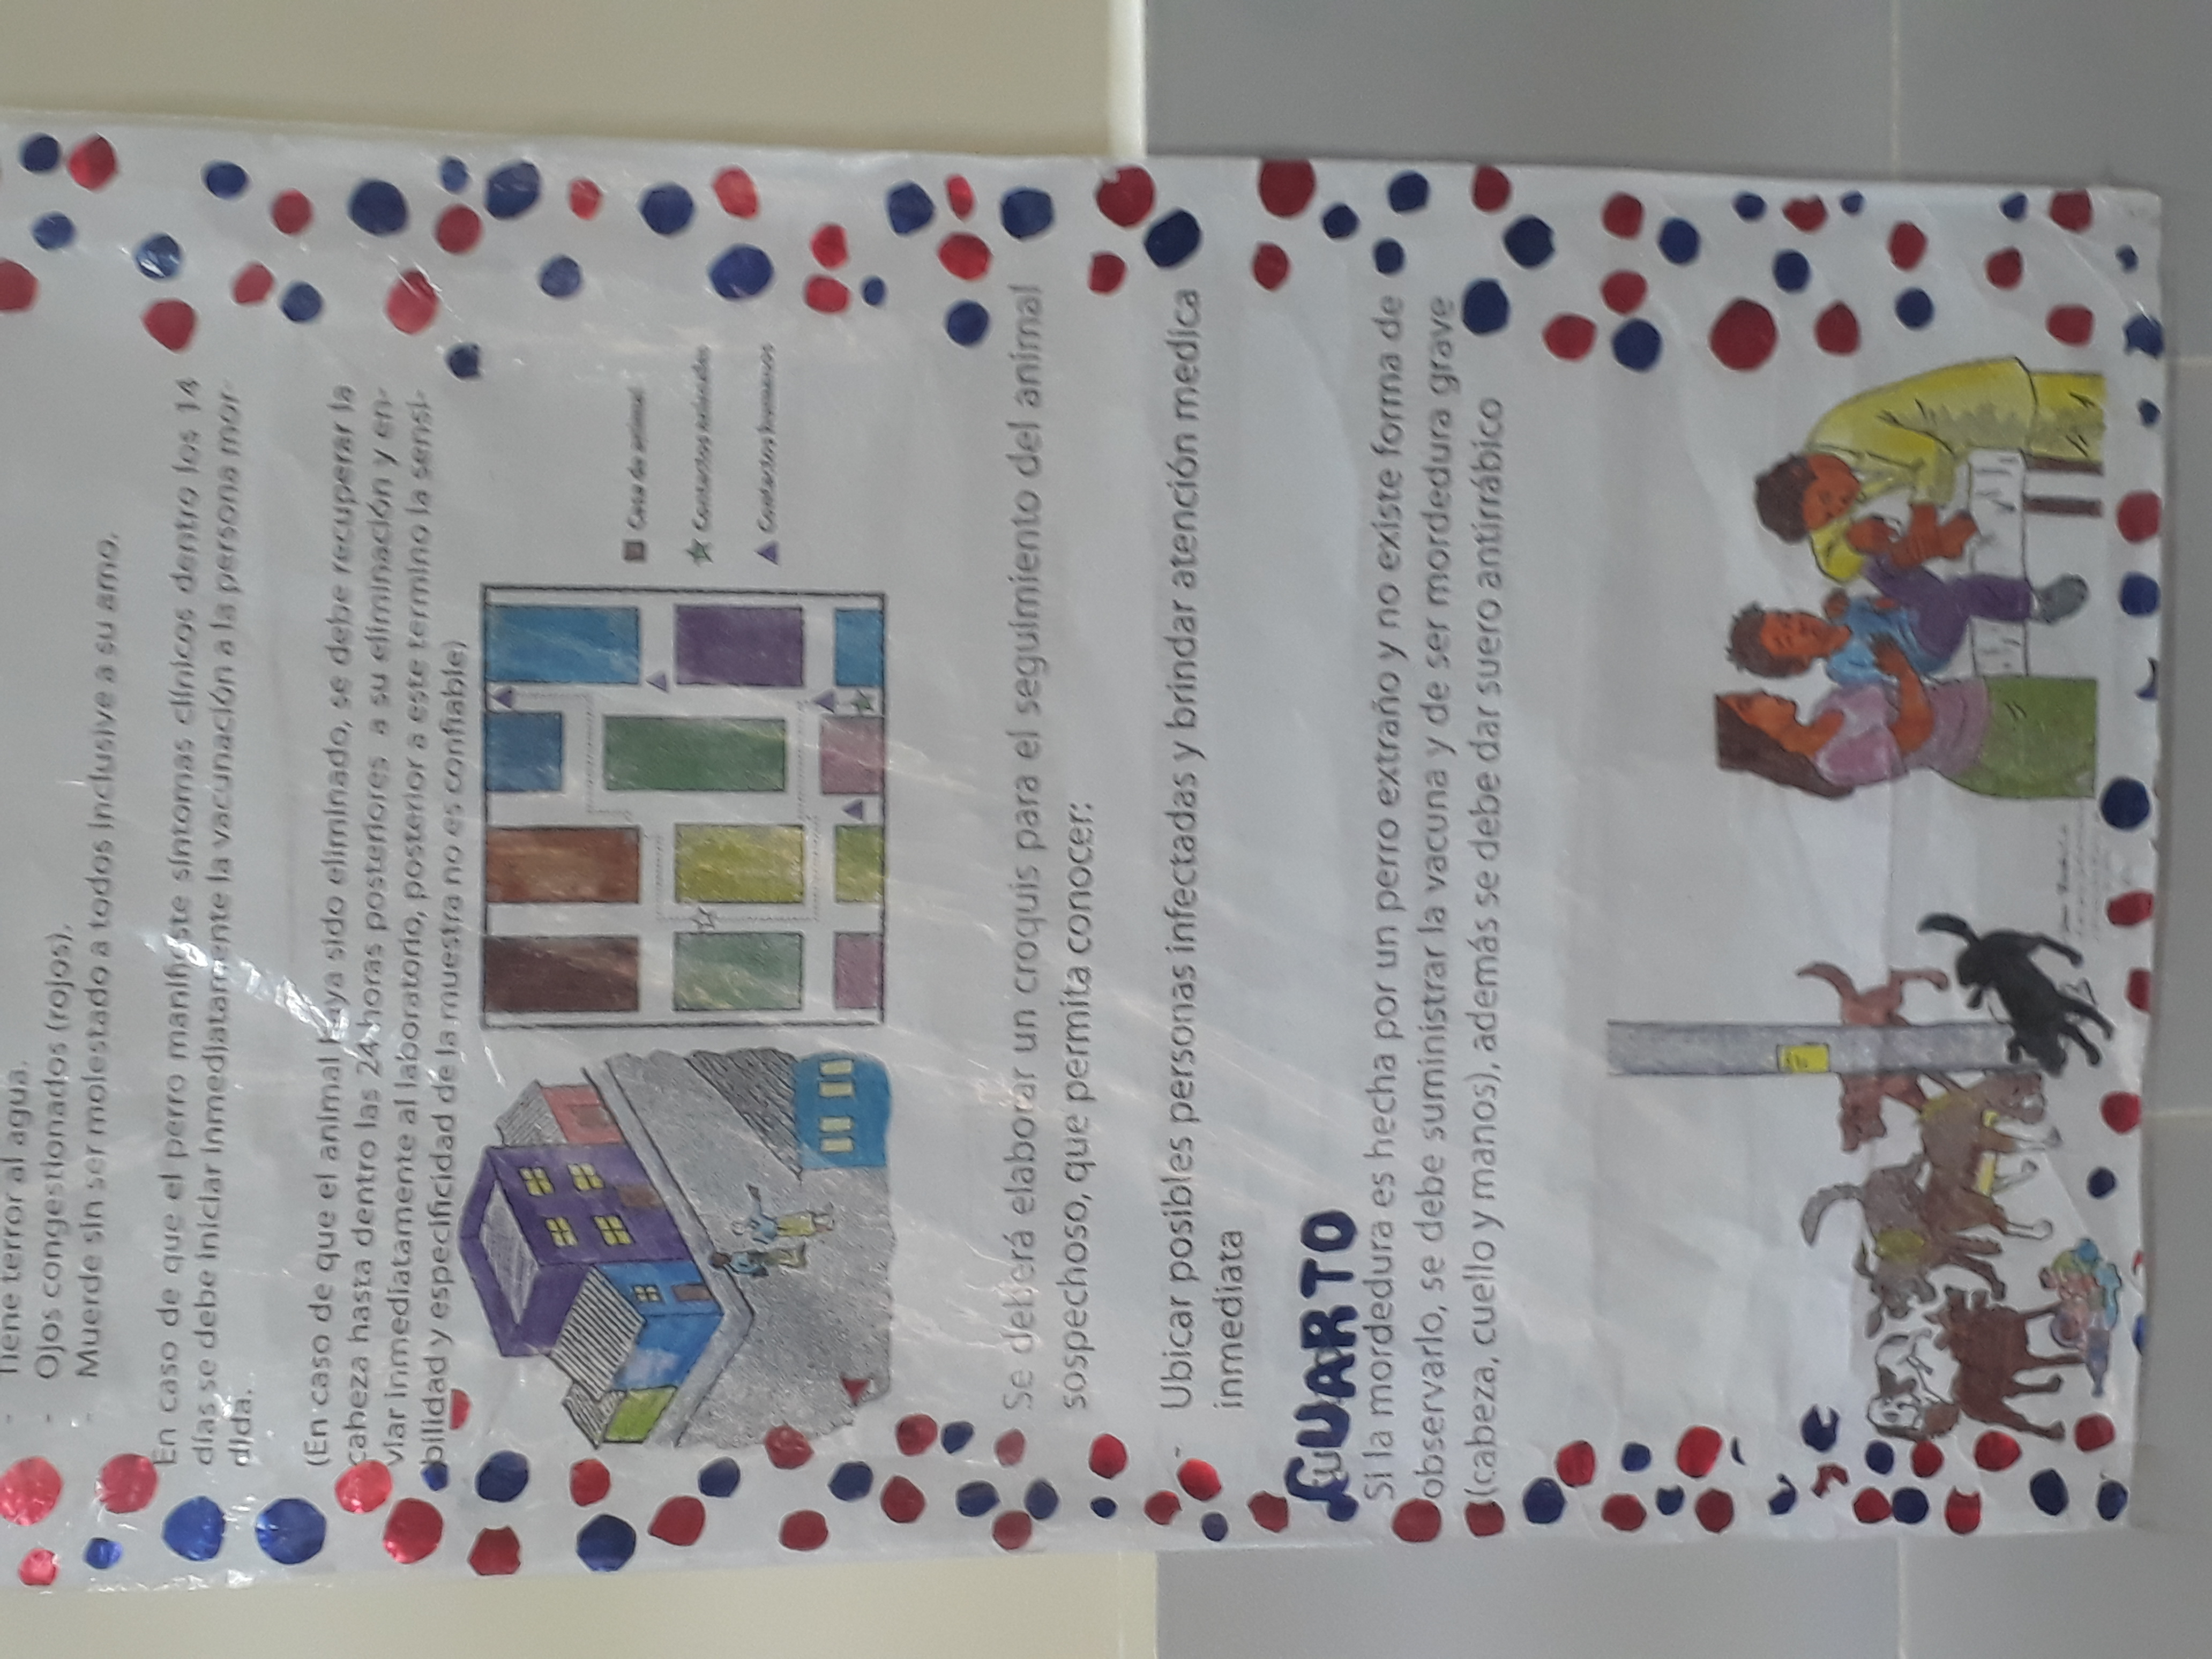 - Tiene terror al agua.
- Ojos congestionados (rojos).
- Muerde sin ser molestado a todos inclusive a su amo.
En caso de que el perro manifieste síntomas clínicos dentro los 14
días se debe iniciar inmediatamente la vacunación a la persona mor-
dida.
(En caso de que el animal haya sido eliminado, se debe recuperar la
cabeza hasta dentro las 24 horas posteriores a su eliminación y en-
viar inmediatamente al laboratorio, posterior a este termino la sensi-
bilidad y especificidad de la muestra no es confiable)
Casa de animal
Contactos animales
Contactos humanos
Se deberá elaborar un croquis para el seguimiento del animal
sospechoso, que permita conocer:
- Ubicar posibles personas infectadas y brindar atención medica
inmediata
CUARTO
Si la mordedura es hecha por un perro extraño y no existe forma de
observarlo, se debe suministrar la vacuna y de ser mordedura grave
(cabeza, cuello y manos), además se debe dar suero antirrábico